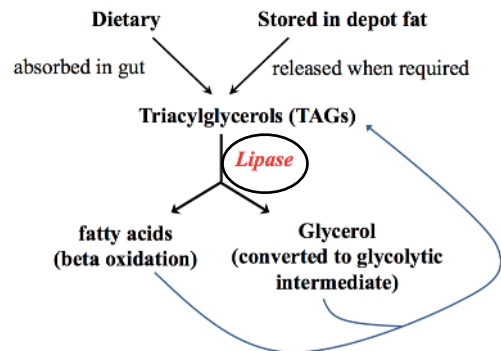 Dietary
Stored in depot fat
absorbed in gut
released when required
Triacylglycerols (TAGs)
Lipase
fatty acids
(beta oxidation)
Glycerol
(converted to glycolytic
intermediate)